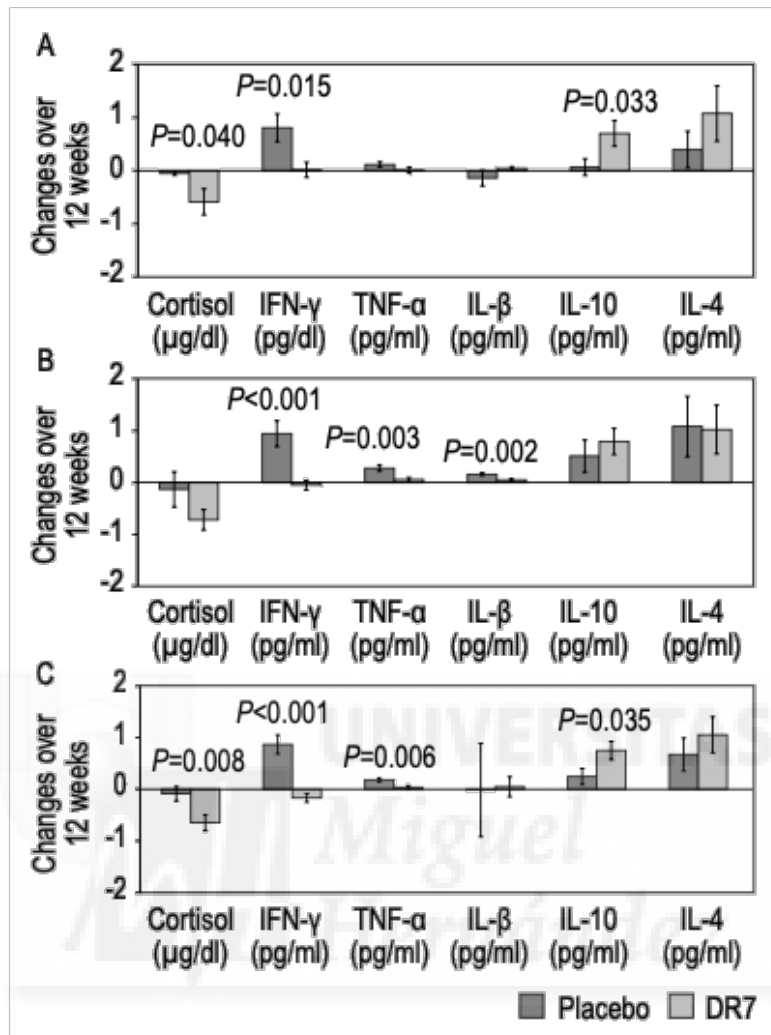 A
2
1
0
-1
-2
Changes over
12 weeks
P=0.040
P=0.015
P=0.033
Cortisol IFN-γ TNF-α IL-β IL-10 IL-4
(µg/dl) (pg/dl) (pg/ml) (pg/ml) (pg/ml) (pg/ml)
B
2
1
0
-1
-2
Changes over
12 weeks
P<0.001
P=0.003
P=0.002
Cortisol IFN-γ TNF-α IL-β IL-10 IL-4
(µg/dl) (pg/ml) (pg/ml) (pg/ml) (pg/ml) (pg/ml)
C
2
1
0
-1
-2
Changes over
12 weeks
P=0.008
P<0.001
P=0.006
P=0.035
UNIVERSITAS
Miguel
Hernández
Cortisol IFN-γ TNF-α IL-β IL-10 IL-4
(µg/dl) (pg/ml) (pg/ml) (pg/ml) (pg/ml) (pg/ml)
Placebo DR7